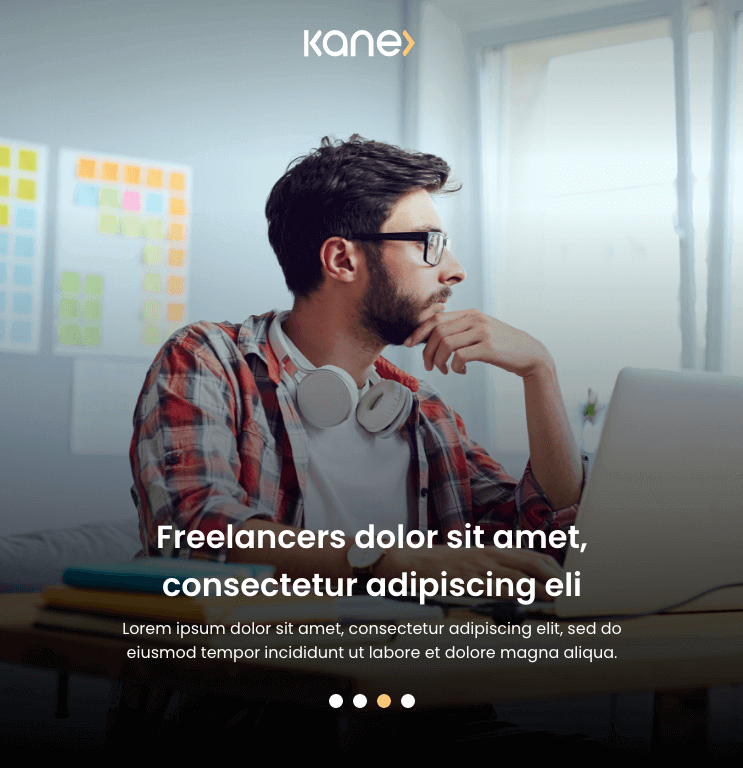 Kane
Freelancers dolor sit amet,
consectetur adipiscing eli
Lorem ipsum dolor sit amet, consectetur adipiscing elit, sed do
eiusmod tempor incididunt ut labore et dolore magna aliqua.